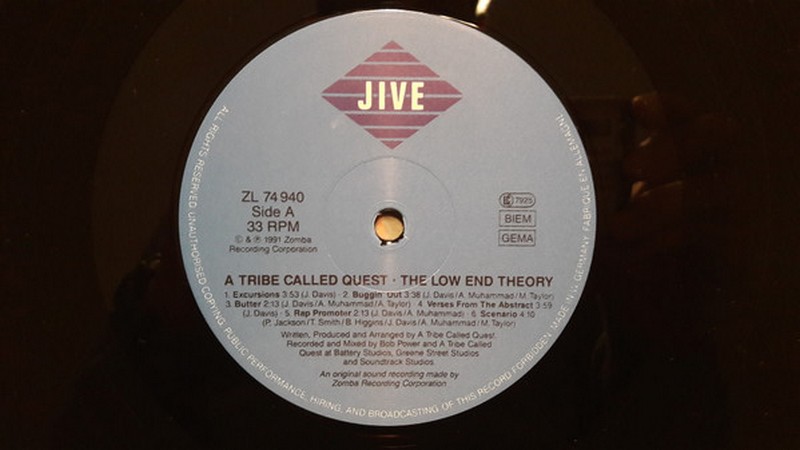 JIVE
ZL 74 940
Side A
33 RPM
© & ℗ 1991 Zomba
Recording Corporation
7925
BIEM
GEMA
A TRIBE CALLED QUEST · THE LOW END THEORY
1. Excursions 3:53 (J. Davis) · 2. Buggin' Out 3:38 (J. Davis/A. Muhammad/M. Taylor)
3. Butter 2:13 (J. Davis/A. Muhammad/A. Taylor) · 4. Verses From The Abstract 3:59
(J. Davis) · 5. Rap Promoter 2:13 (J. Davis/A. Muhammad) · 6. Scenario 4:10
(P. Jackson/T. Smith/B. Higgins/J. Davis/A. Muhammad/M. Taylor)
Written, Produced and Arranged by A Tribe Called Quest.
Recorded and Mixed by Bob Power and A Tribe Called
Quest at Battery Studios, Greene Street Studios
and Soundtrack Studios
An original sound recording made by
Zomba Recording Corporation
ALL RIGHTS RESERVED UNAUTHORISED COPYING, PUBLIC PERFORMANCE, HIRING, AND BROADCASTING OF THIS RECORD FORBIDDEN. MADE IN W. GERMANY FABRIQUE EN ALLEMAGNE